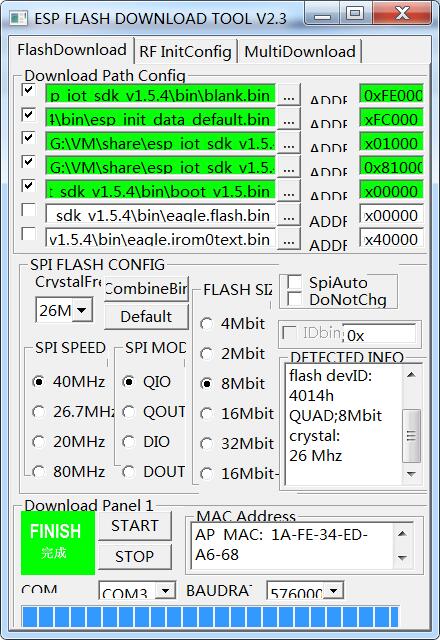 ESP FLASH DOWNLOAD TOOL V2.3
FlashDownload RF InitConfig MultiDownload
Download Path Config
p_iot_sdk_v1.5.4\bin\blank.bin ... ADDR 0xFE000
\bin\esp_init_data_default.bin ... ADDR xFC000
G:\VM\share\esp_iot_sdk_v1.5. ... ADDR x01000
G:\VM\share\esp_iot_sdk_v1.5. ... ADDR 0x81000
t_sdk_v1.5.4\bin\boot_v1.5.bin ... ADDR x00000
_sdk_v1.5.4\bin\eagle.flash.bin ... ADDR x00000
v1.5.4\bin\eagle.irom0text.bin ... ADDR x40000
SPI FLASH CONFIG
CrystalFre
CombineBin
26M
Default
SPI SPEED
40MHz
26.7MHz
20MHz
80MHz
SPI MOD
QIO
QOUT
DIO
DOUT
FLASH SIZ
4Mbit
2Mbit
8Mbit
16Mbit
32Mbit
16Mbit-
SpiAuto
DoNotChg
IDbin 0x
DETECTED INFO
flash devID:
4014h
QUAD;8Mbit
crystal:
26 Mhz
Download Panel 1
FINISH
完成
START
STOP
MAC Address
AP MAC: 1A-FE-34-ED-
A6-68
COM COM3 BAUDRAT 576000